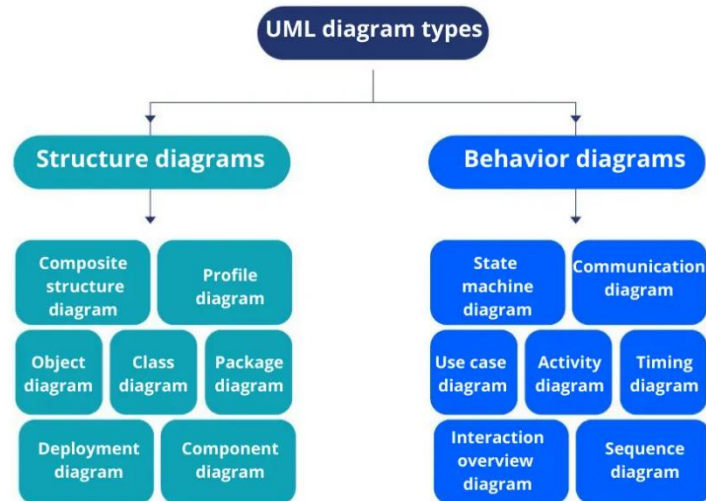 UML diagram types
Structure diagrams
Behavior diagrams
Composite
structure
diagram
Profile
diagram
Object
diagram
Class
diagram
Package
diagram
Deployment
diagram
Component
diagram
State
machine
diagram
Communication
diagram
Use case
diagram
Activity
diagram
Timing
diagram
Interaction
overview
diagram
Sequence
diagram